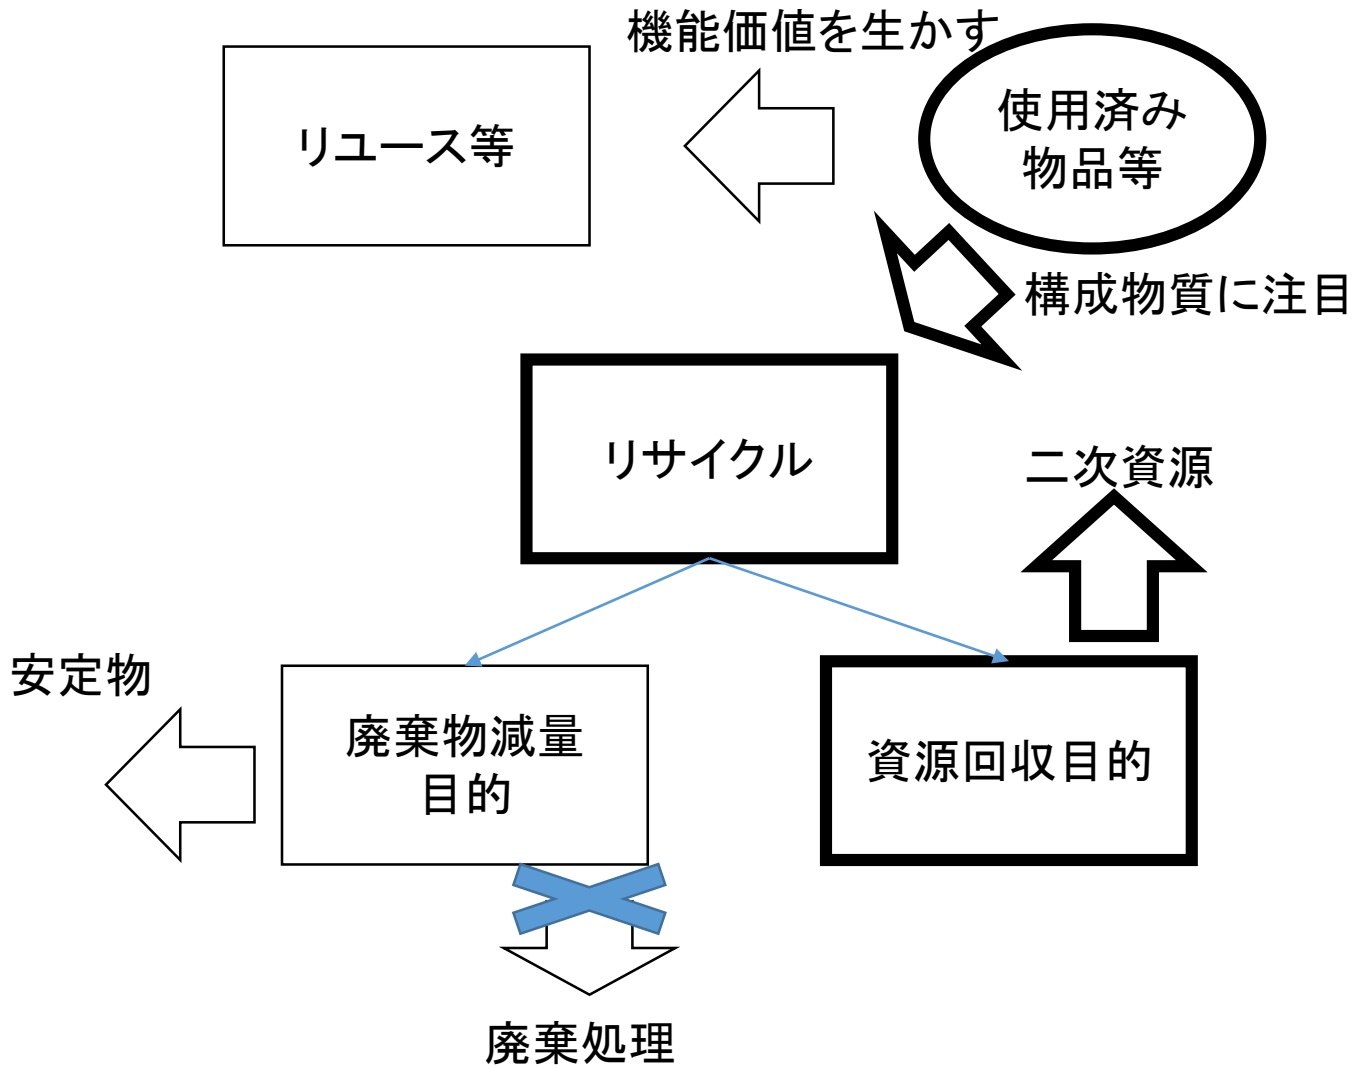 機能価値を生かす
使用済み
物品等
リユース等
構成物質に注目
リサイクル
二次資源
安定物
廃棄物減量
目的
資源回収目的
廃棄処理